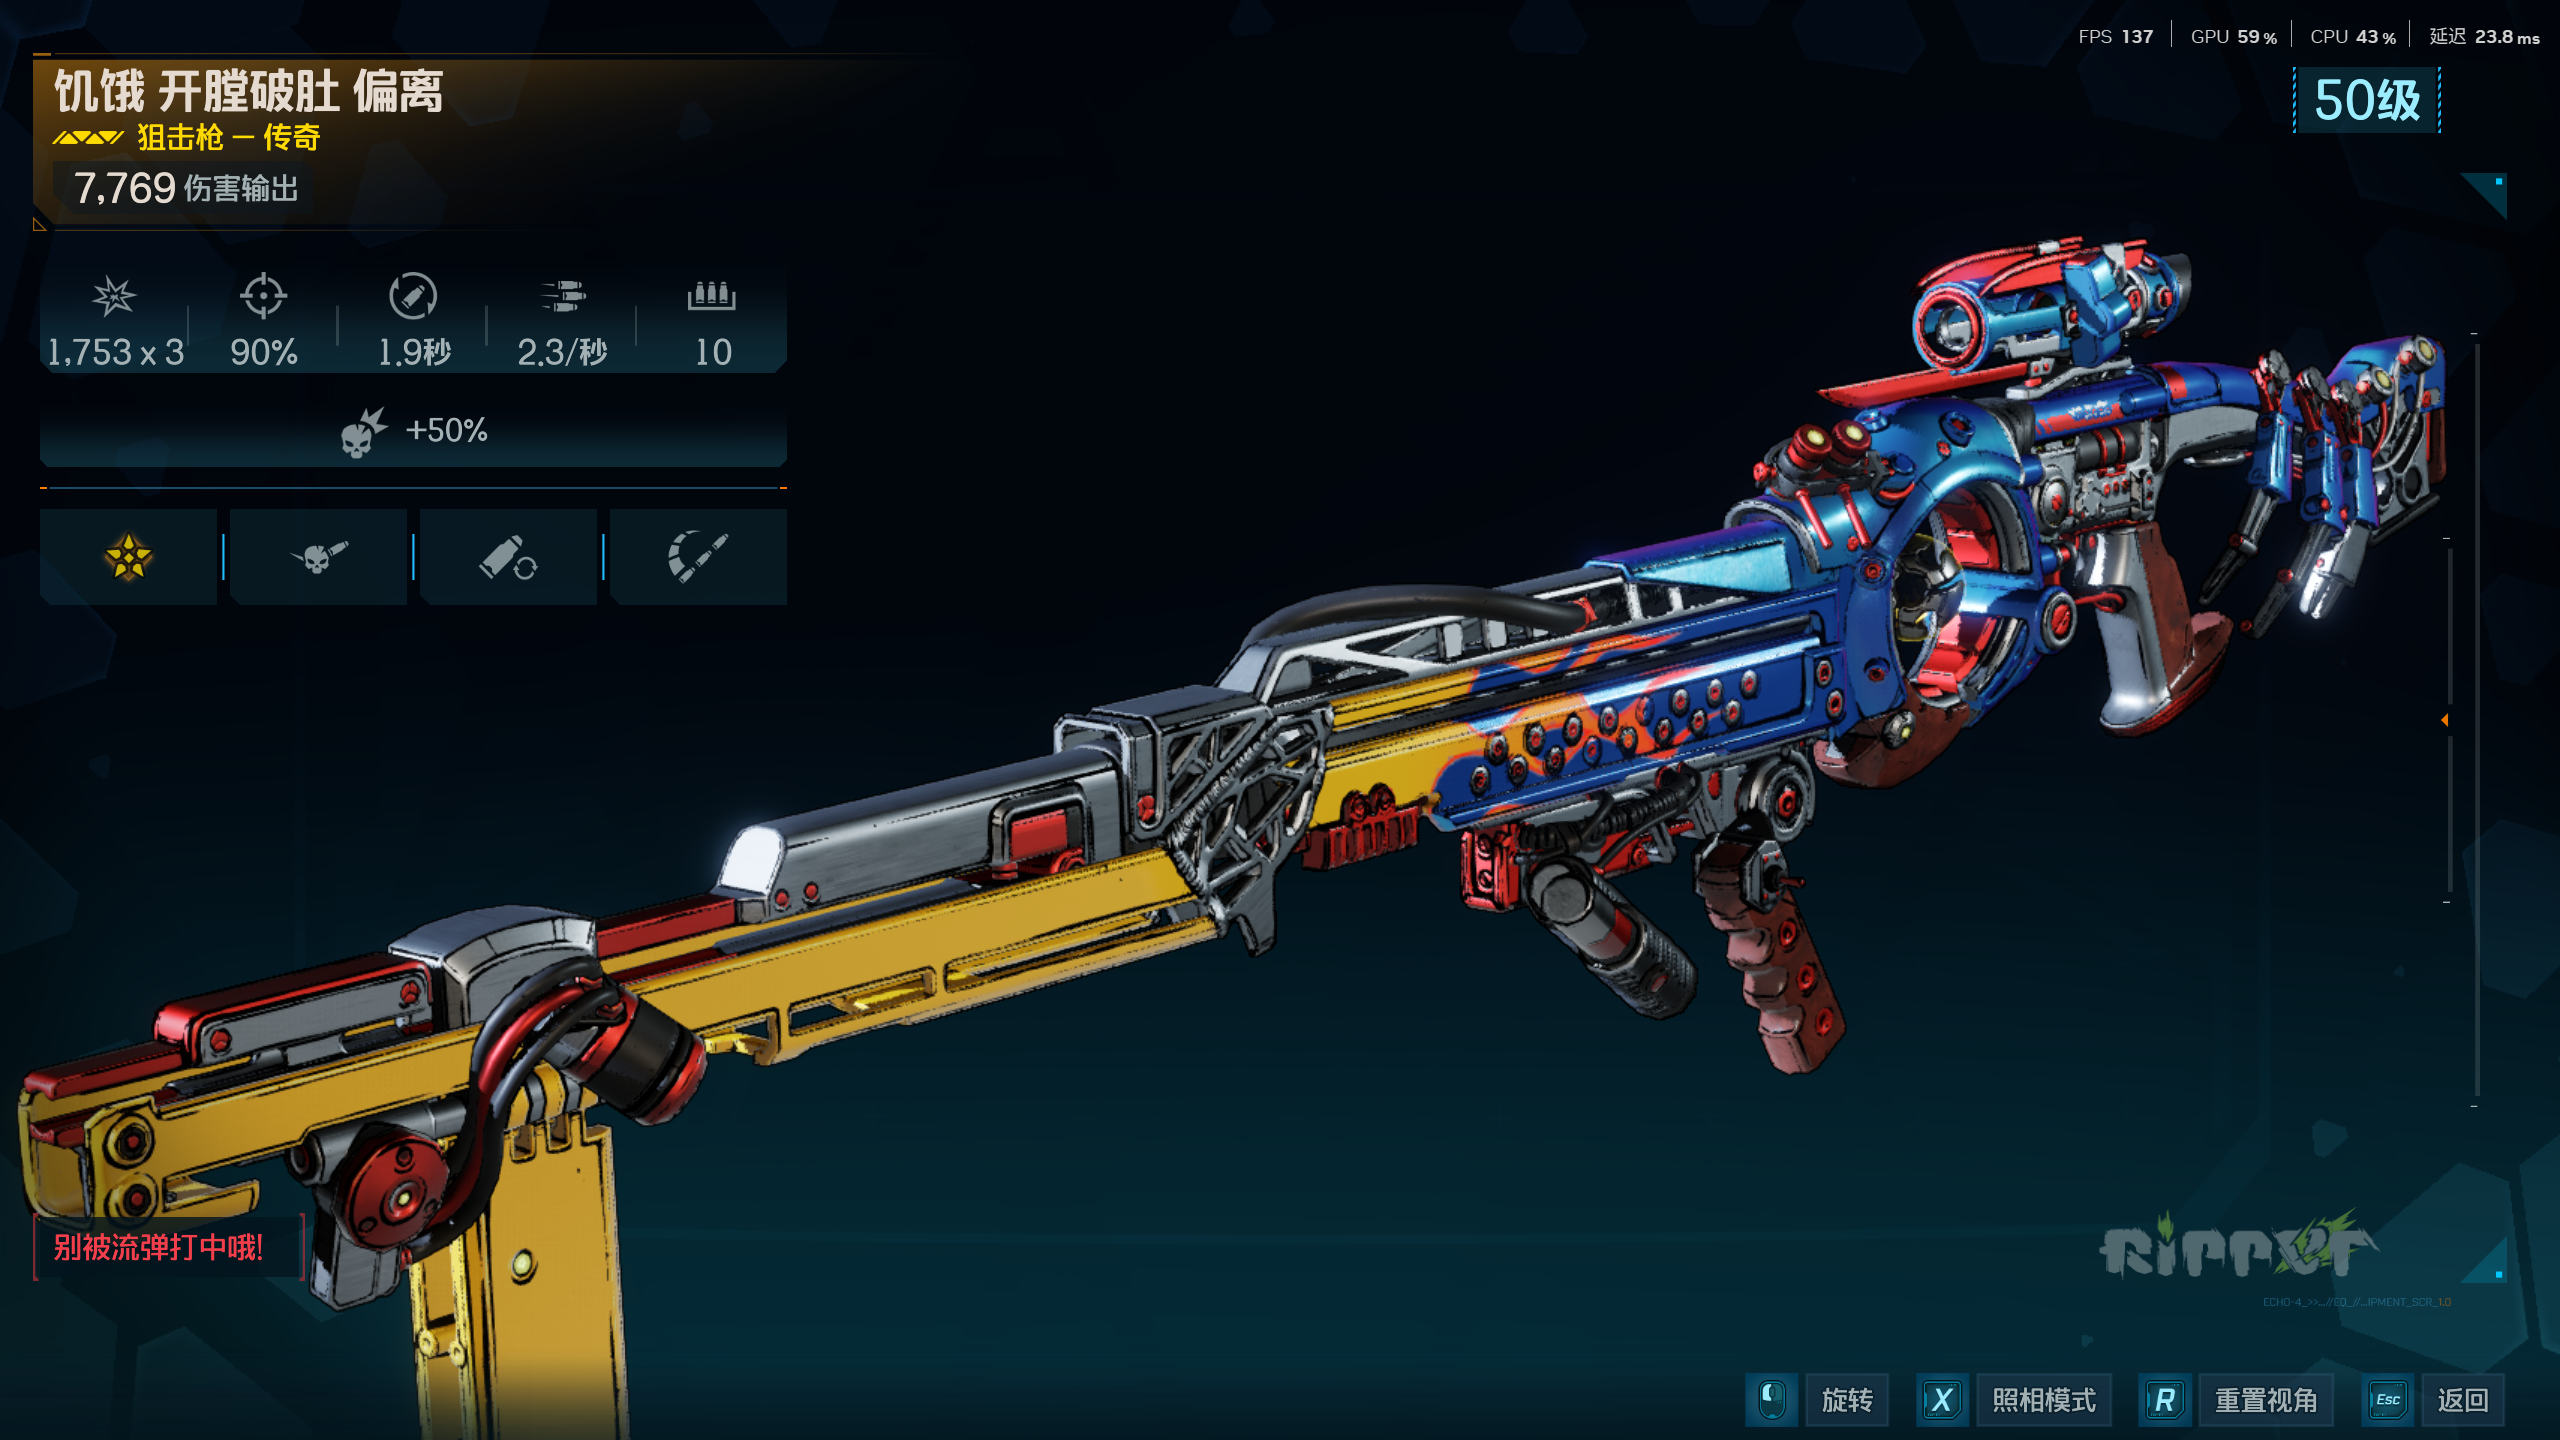 FPS 137 GPU 59 % CPU 43 % 延迟 23.8 ms
饥饿 开膛破肚 偏离
50级
狙击枪 — 传奇
7,769 伤害输出
1,753 x 3 90% 1.9秒 2.3/秒 10
+50%
别被流弹打中哦!
RIPPER
旋转 X 照相模式 R 重置视角 Esc 返回